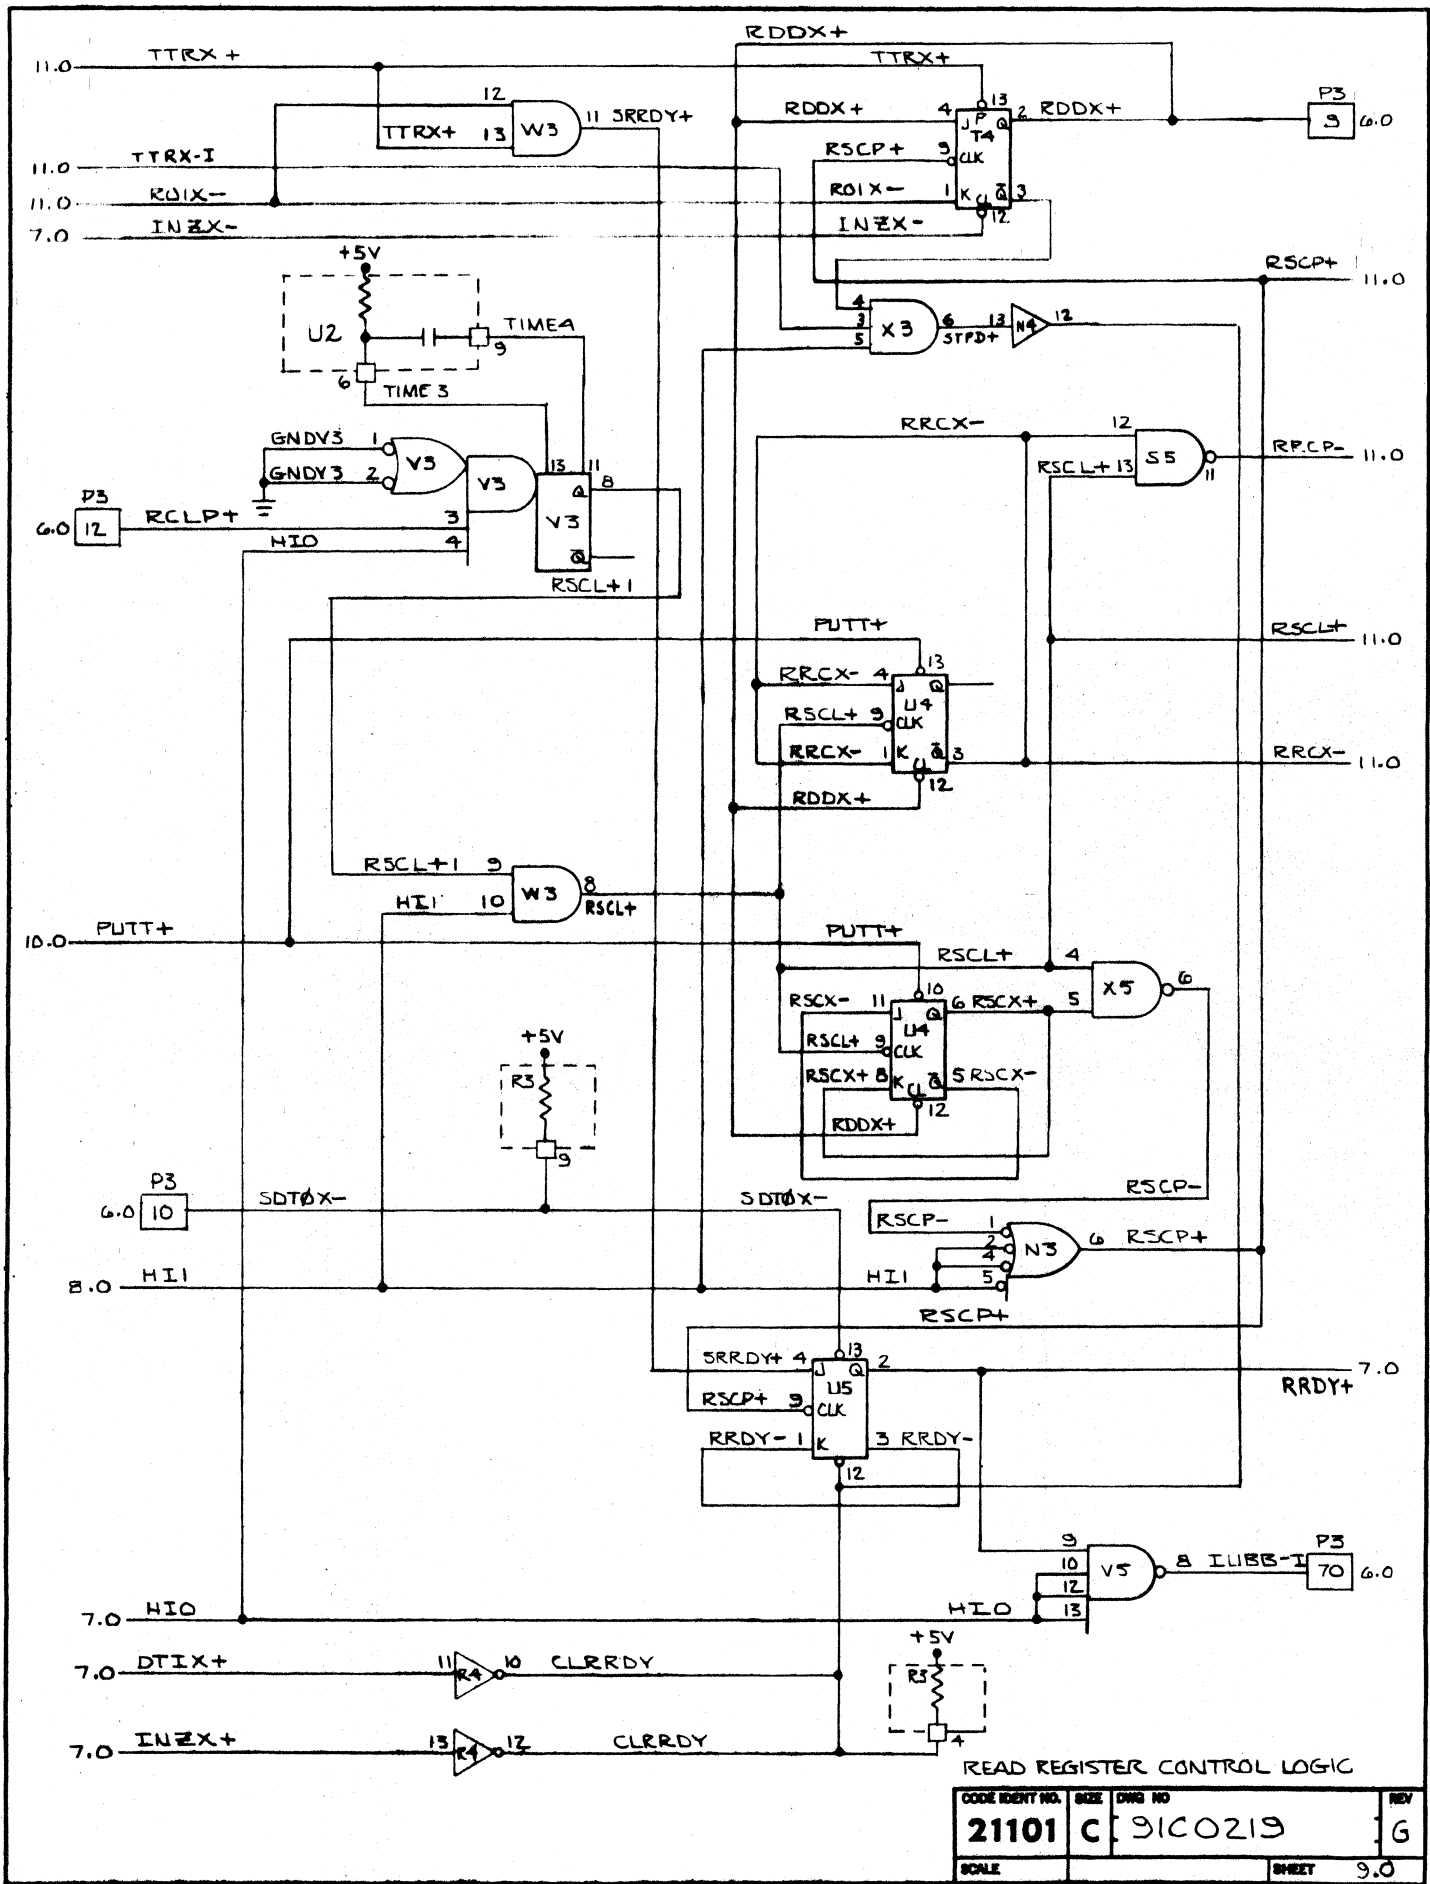 RDDX+
11.0 TTRX+ TTRX+
12 11 SRRDY+ W3
TTRX+ 13
RDDX+ 4 J P Q 2 RDDX+ P3 9 6.0
13 T4
RSCP+ 9 CLK
11.0 TTRX-I
11.0 R01X- R01X- 1 K CL Q 3
7.0 INZX- INZX- 12
+5V
RSCP+ 11.0
U2 TIME4 9
4 3 5 X3 6 STPD+ 13 N4 12
6 TIME 3
GNDV3 1 V3
GNDV3 2 V3
13 11
Q 8
V3
Q
RRCX- 12 S5 RRCP- 11.0
RSCL+ 13 11
P3
6.0 12 RCLP+ 3
HIO 4
RSCL+1
PUTT+ RSCL+ 11.0
13
RRCX- 4 J Q
U4
RSCL+ 9 CLK
RRCX- 1 K Q 3 RRCX- 11.0
CL 12
RDDX+
RSCL+1 9 W3 8
HI1 10 RSCL+
10.0 PUTT+ PUTT+
RSCL+ 4 X5 6
10
RSCX- 11 J Q 6 RSCX+ 5
U4
RSCL+ 9 CLK
RSCX+ 8 K Q 5 RSCX-
CL 12
RDDX+
+5V
R3
9
P3
6.0 10 SDTØX- SDTØX-
RSCP-
RSCP- 1 2 4 5 N3 6 RSCP+
8.0 HI1 HI1
RSCP+
13
SRRDY+ 4 J Q 2 7.0
RRDY+
U5
RSCP+ 9 CLK
RRDY- 1 K 3 RRDY-
12
9 10 12 13 V5 8 ILIBB-I P3 70 6.0
7.0 HIO HIO
+5V
R3
4
7.0 DTIX+ 11 R4 10 CLRRDY
7.0 INZX+ 13 R4 12 CLRRDY
READ REGISTER CONTROL LOGIC
CODE IDENT NO. SIZE DWG NO REV
21101 C 91C0219 G
SCALE SHEET 9.0